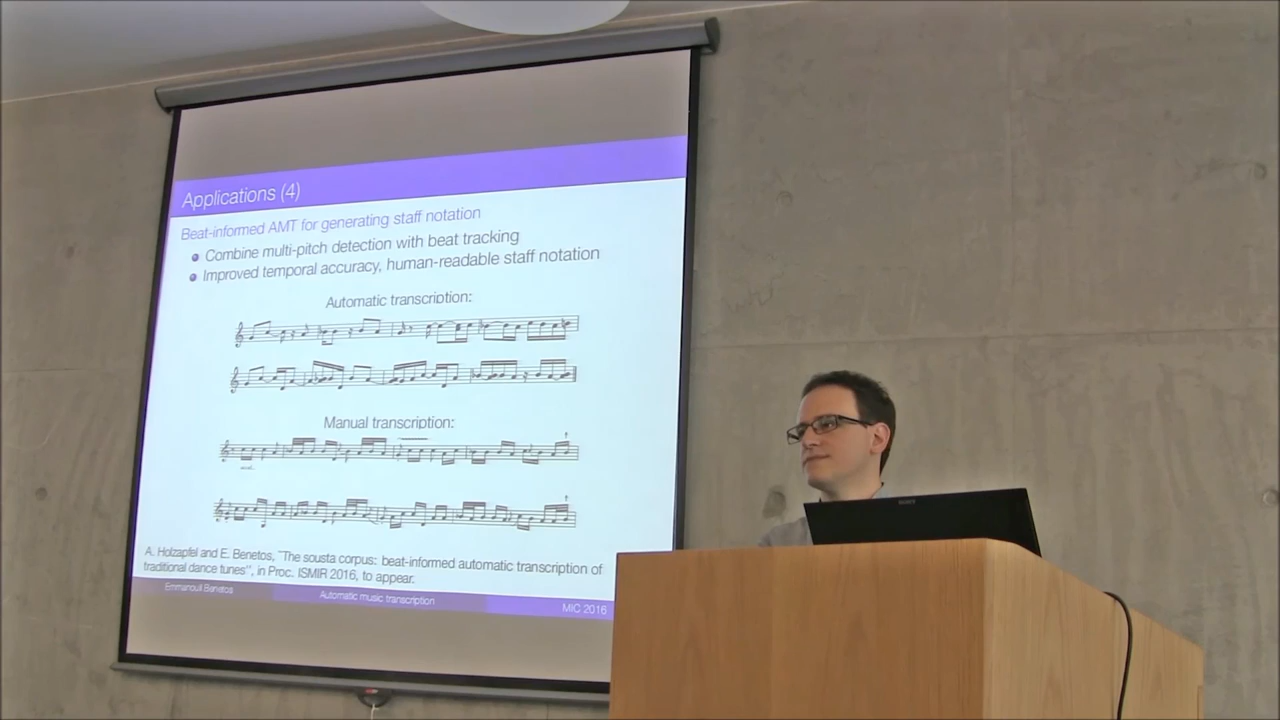 Applications (4)
Beat-informed AMT for generating staff notation
Combine multi-pitch detection with beat tracking
Improved temporal accuracy, human-readable staff notation
Automatic transcription:
Manual transcription:
A. Holzapfel and E. Benetos, "The sousta corpus: beat-informed automatic transcription of
traditional dance tunes", in Proc. ISMIR 2016, to appear.
Emmanouil Benetos
Automatic music transcription
MIC 2016
SONY